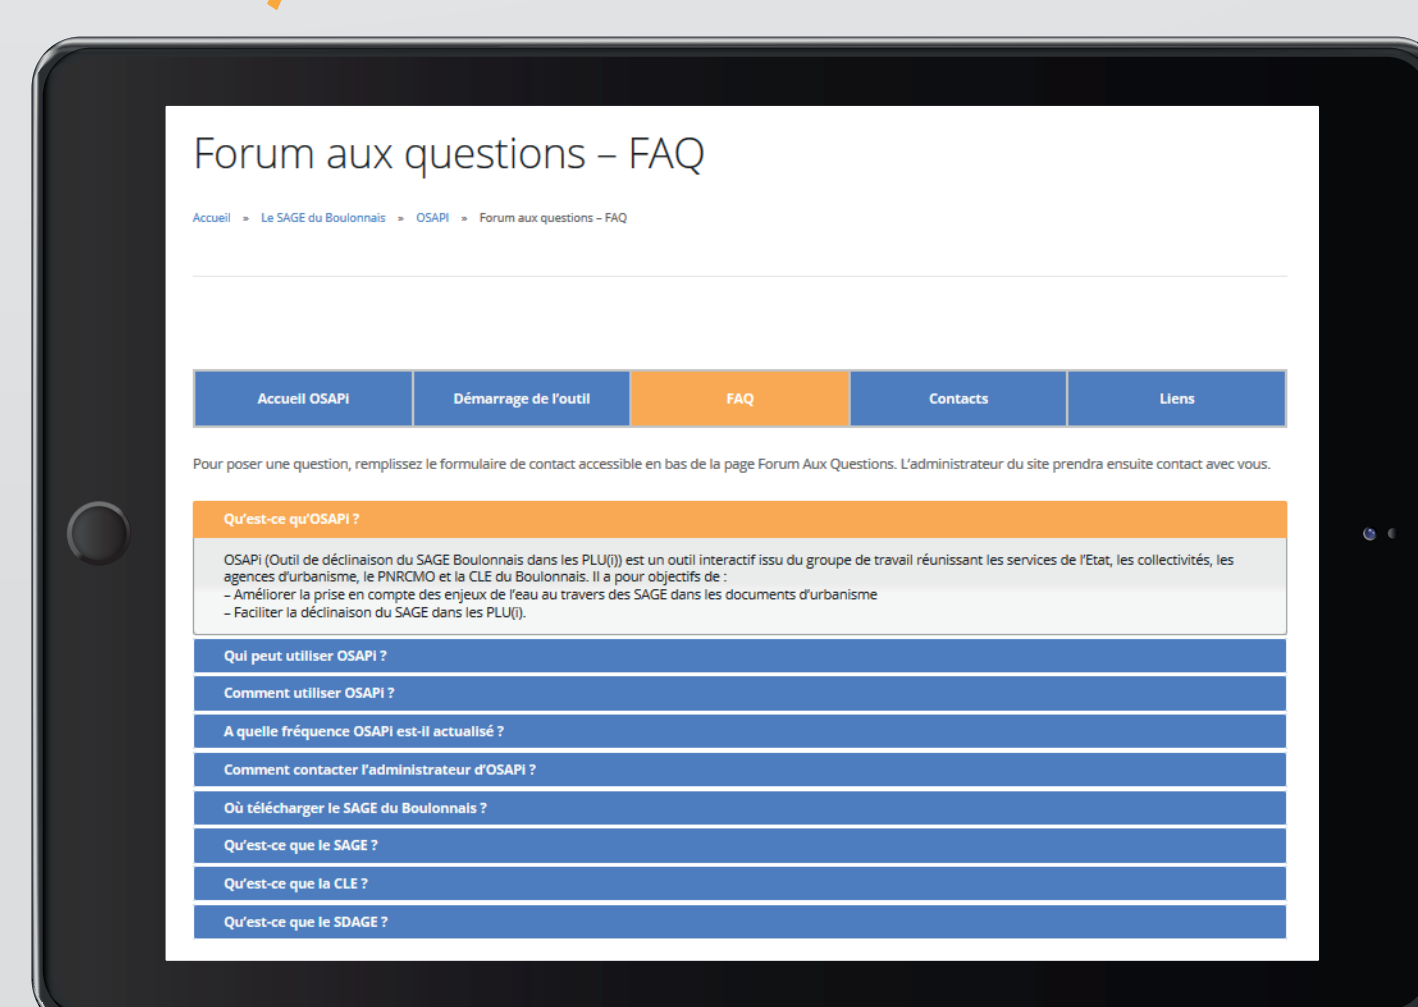 Forum aux questions – FAQ
Accueil » Le SAGE du Boulonnais » OSAPI » Forum aux questions – FAQ
Accueil OSAPi
Démarrage de l'outil
FAQ
Contacts
Liens
Pour poser une question, remplissez le formulaire de contact accessible en bas de la page Forum Aux Questions. L'administrateur du site prendra ensuite contact avec vous.
Qu'est-ce qu'OSAPi ?
OSAPi (Outil de déclinaison du SAGE Boulonnais dans les PLU(i)) est un outil interactif issu du groupe de travail réunissant les services de l'Etat, les collectivités, les
agences d'urbanisme, le PNRCMO et la CLE du Boulonnais. Il a pour objectifs de :
– Améliorer la prise en compte des enjeux de l'eau au travers des SAGE dans les documents d'urbanisme
– Faciliter la déclinaison du SAGE dans les PLU(i).
Qui peut utiliser OSAPi ?
Comment utiliser OSAPi ?
A quelle fréquence OSAPi est-il actualisé ?
Comment contacter l'administrateur d'OSAPi ?
Où télécharger le SAGE du Boulonnais ?
Qu'est-ce que le SAGE ?
Qu'est-ce que la CLE ?
Qu'est-ce que le SDAGE ?